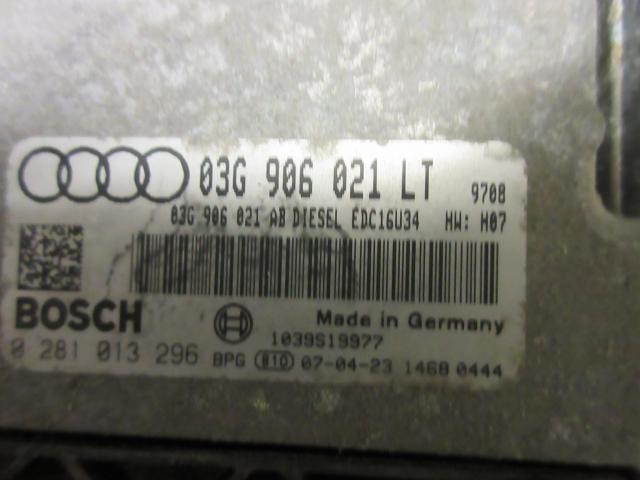 03G 906 021 LT 9708
03G 906 021 AB DIESEL EDC16U34 HW: H07
BOSCH
Made in Germany
1039S19977
0 281 013 296 BPG 810 07-04-23 1468 0444